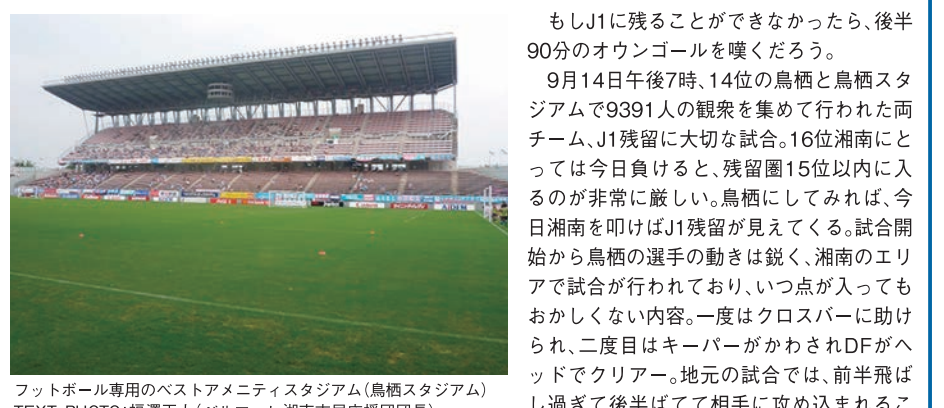 もしJ1に残ることができなかったら、後半
90分のオウンゴールを嘆くだろう。
9月14日午後7時、14位の鳥栖と鳥栖スタ
ジアムで9391人の観衆を集めて行われた両
チーム、J1残留に大切な試合。16位湘南にと
っては今日負けると、残留圏15位以内に入
るのが非常に厳しい。鳥栖にしてみれば、今
日湘南を叩けばJ1残留が見えてくる。試合開
始から鳥栖の選手の動きは鋭く、湘南のエリ
アで試合が行われており、いつ点が入っても
おかしくない内容。一度はクロスバーに助け
られ、二度目はキーパーがかわされDFがヘ
ッドでクリアー。地元の試合では、前半飛ば
し過ぎて後半ばてて相手に攻め込まれるこ
フットボール専用のベストアメニティスタジアム（鳥栖スタジアム）